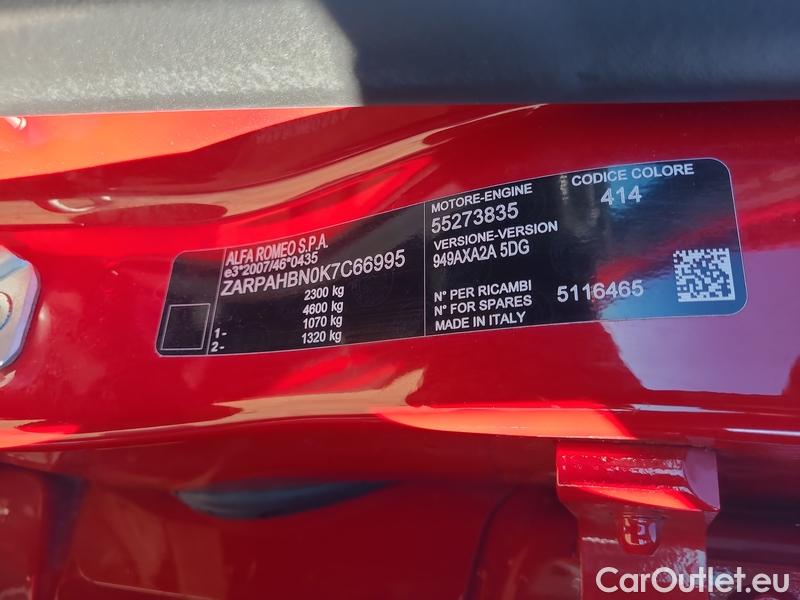 ALFA ROMEO S.P.A.
e3*2007/46*0435
ZARPAHBN0K7C66995
2300 kg
4600 kg
1- 1070 kg
2- 1320 kg
MOTORE-ENGINE
55273835
VERSIONE-VERSION
949AXA2A 5DG
N° PER RICAMBI
N° FOR SPARES
5116465
MADE IN ITALY
CODICE COLORE
414
CarOutlet.eu